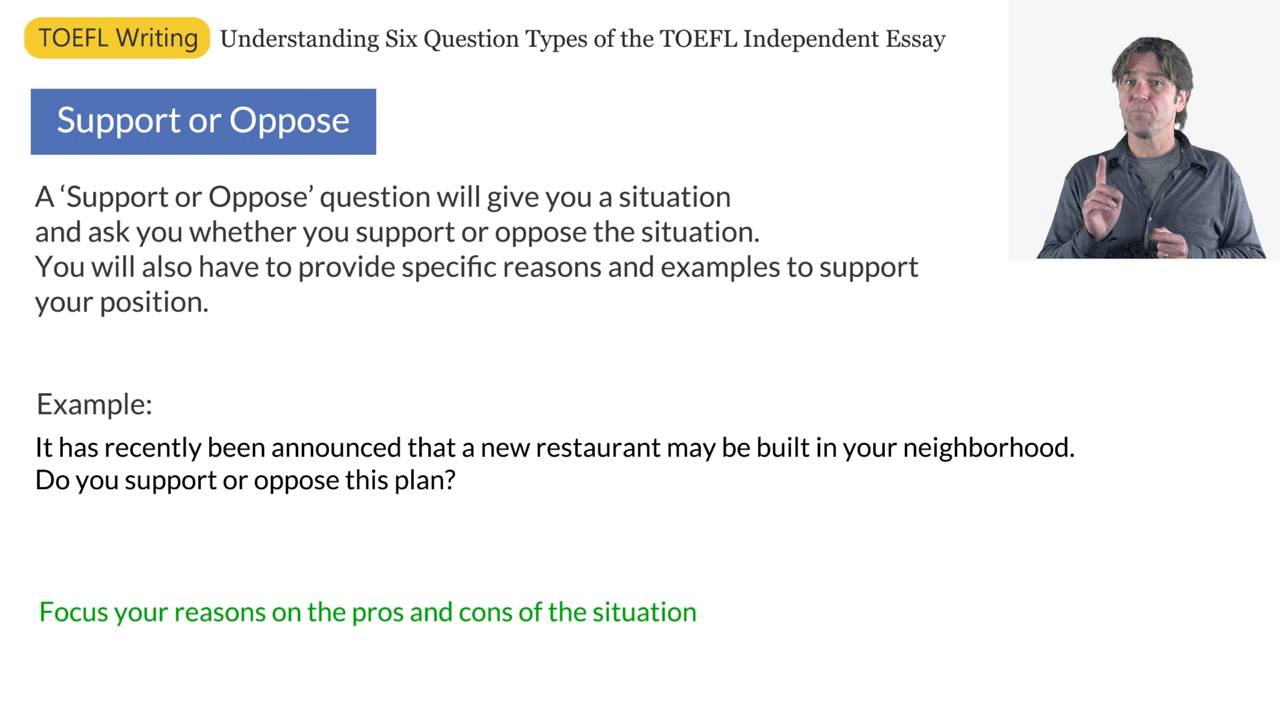 TOEFL Writing Understanding Six Question Types of the TOEFL Independent Essay
Support or Oppose
A ‘Support or Oppose’ question will give you a situation
and ask you whether you support or oppose the situation.
You will also have to provide specific reasons and examples to support
your position.
Example:
It has recently been announced that a new restaurant may be built in your neighborhood.
Do you support or oppose this plan?
Focus your reasons on the pros and cons of the situation